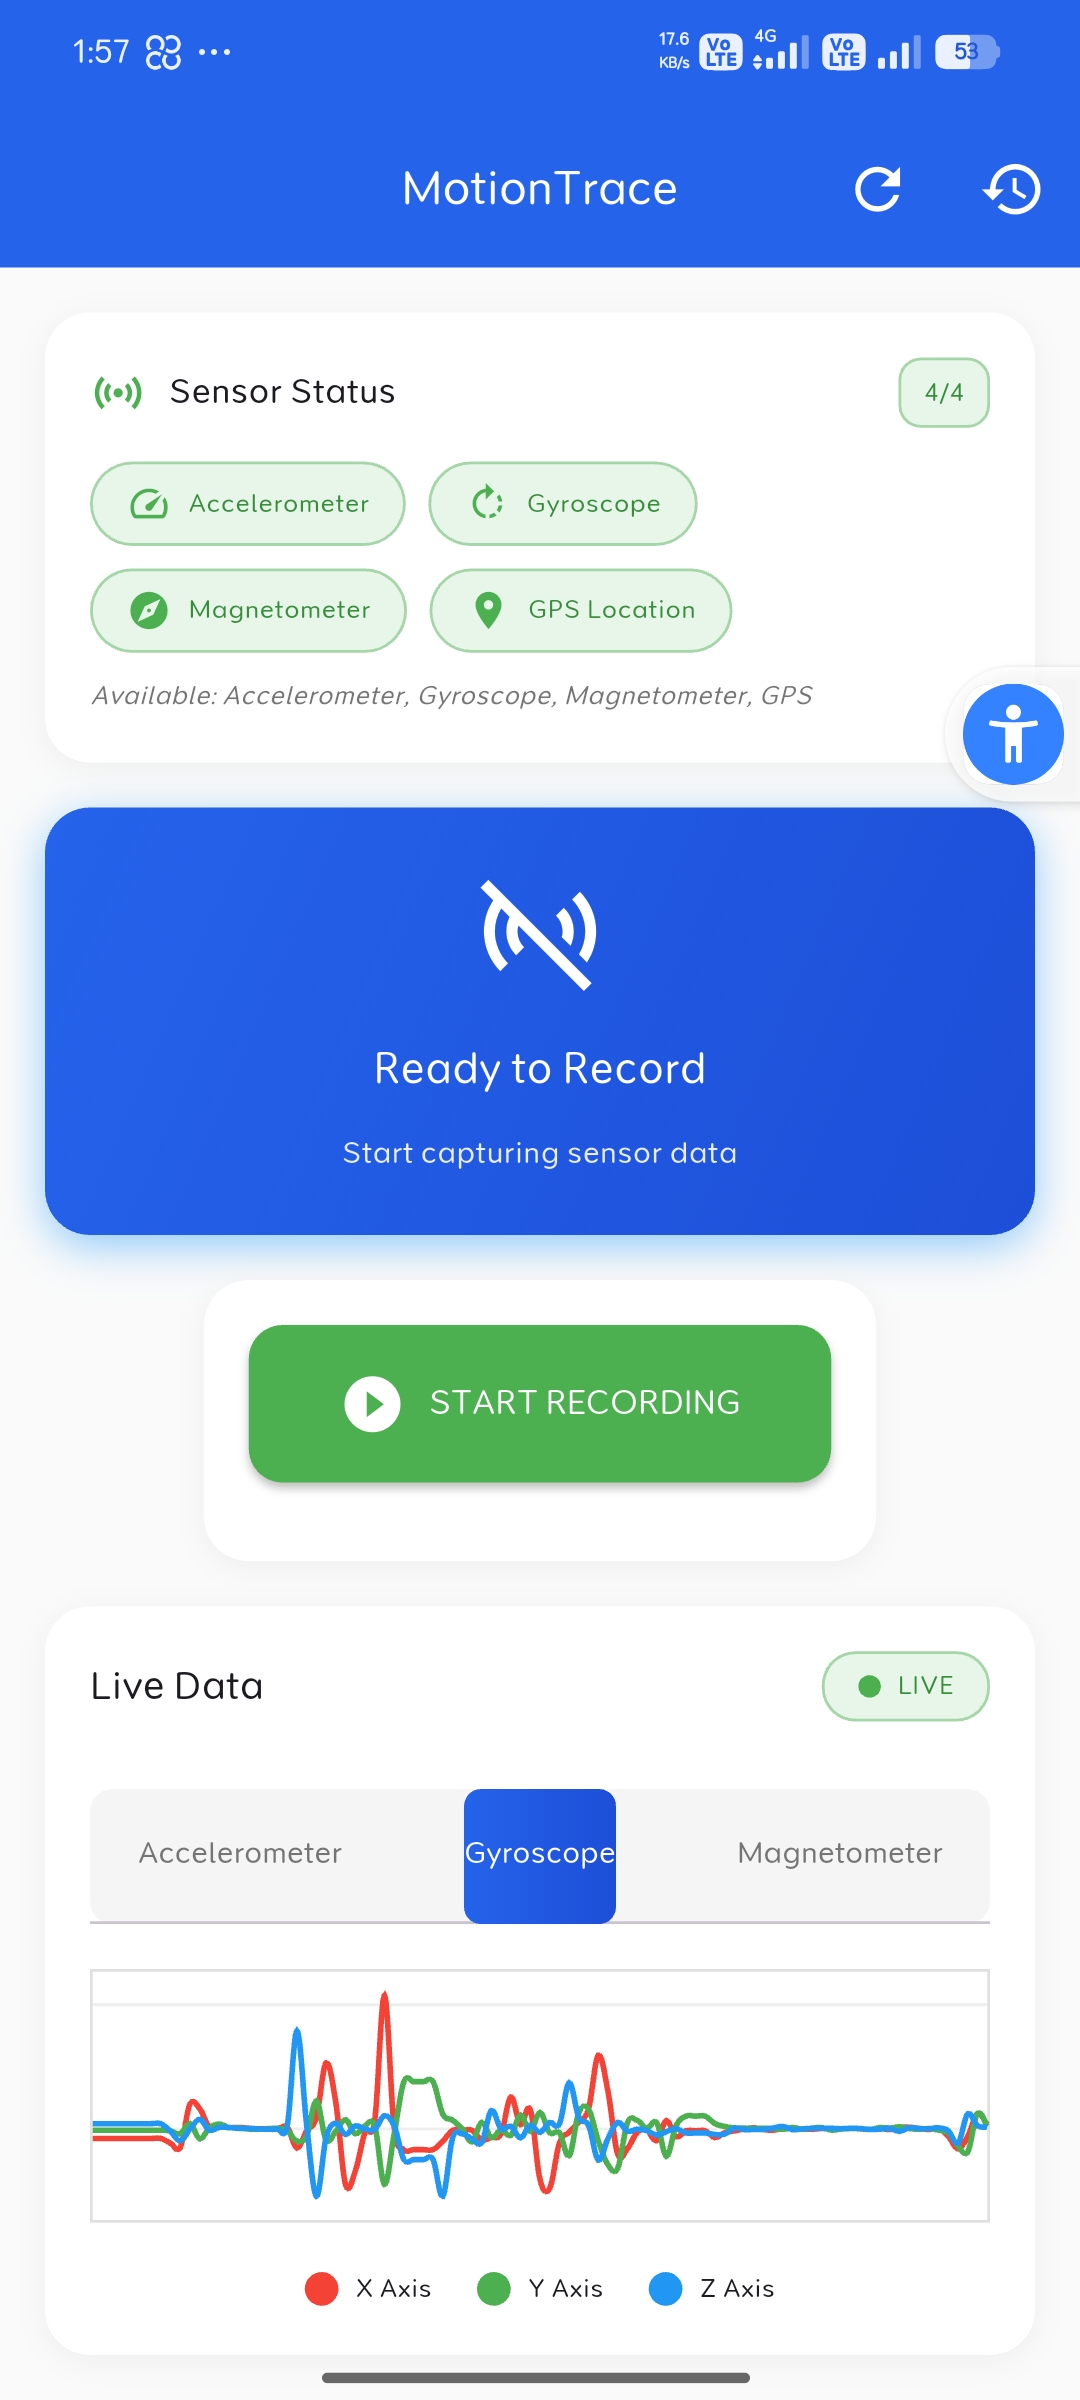 1:57
17.6 KB/s
Vo LTE
4G
Vo LTE
53
MotionTrace
Sensor Status
4/4
Accelerometer
Gyroscope
Magnetometer
GPS Location
Available: Accelerometer, Gyroscope, Magnetometer, GPS
Ready to Record
Start capturing sensor data
START RECORDING
Live Data
LIVE
Accelerometer
Gyroscope
Magnetometer
X Axis
Y Axis
Z Axis